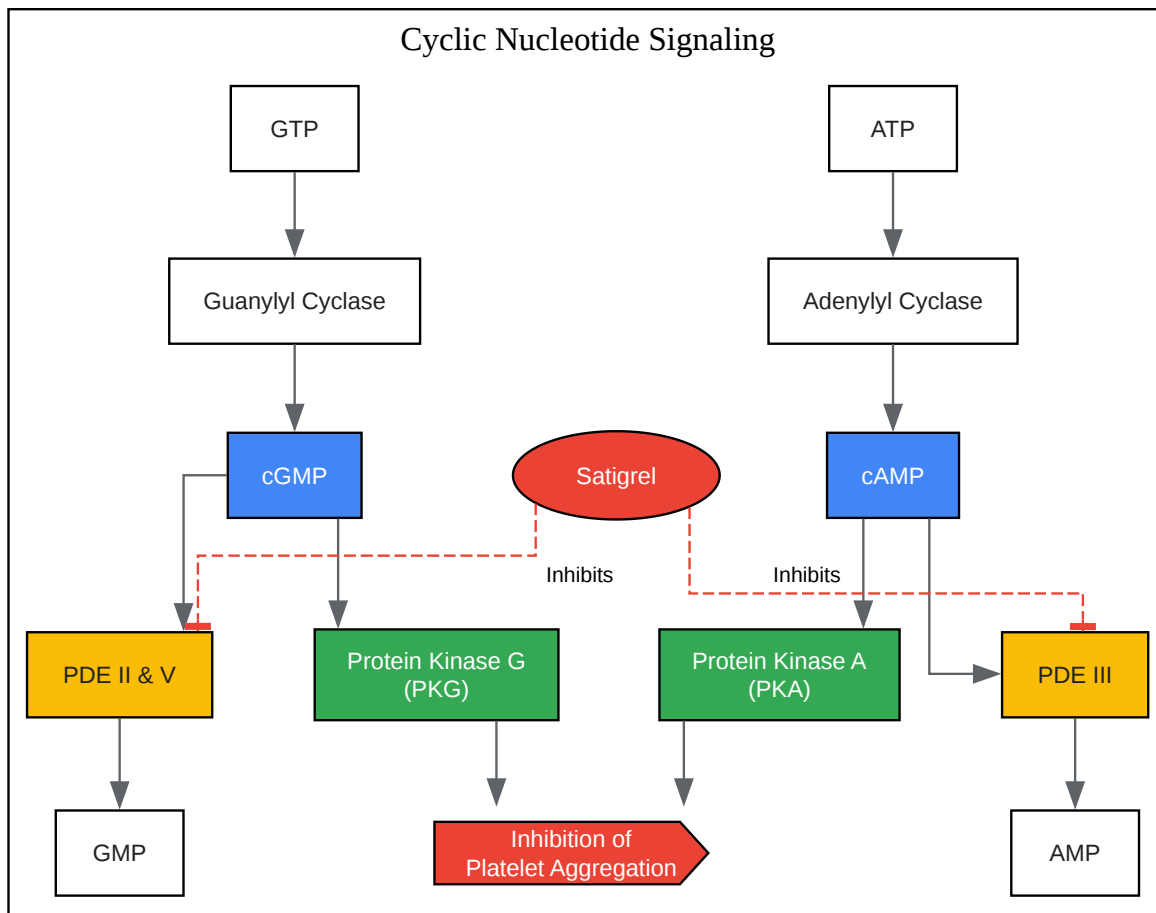 Cyclic Nucleotide Signaling
GTP
ATP
Guanylyl Cyclase
Adenylyl Cyclase
cGMP
Satigrel
cAMP
Inhibits
Inhibits
PDE II & V
Protein Kinase G
(PKG)
Protein Kinase A
(PKA)
PDE III
GMP
Inhibition of
Platelet Aggregation
AMP